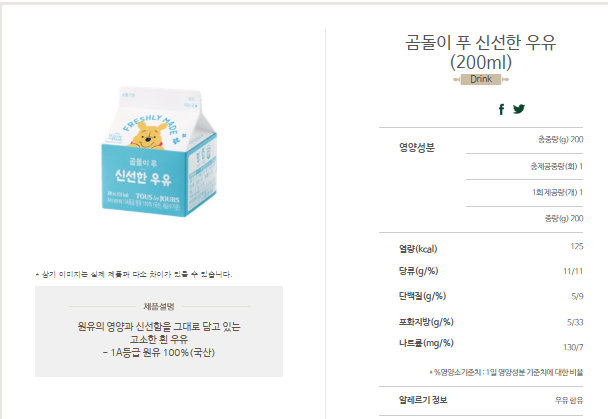 곰돌이 푸 신선한 우유
(200ml)
Drink
영양성분
총중량(g) 200
총제공중량(회) 1
1회 제공량(개) 1
중량(g) 200
열량(kcal) 125
당류(g/%) 11/11
단백질(g/%) 5/9
포화지방(g/%) 5/33
나트륨(mg/%) 130/7
* %영양소기준치 : 1일 영양성분 기준치에 대한 비율
알레르기 정보 우유 함유
FRESHLY MADE
곰돌이 푸
신선한 우유
TOUS les JOURS
* 상기 이미지는 실제 제품과 다소 차이가 있을 수 있습니다.
제품설명
원유의 영양과 신선함을 그대로 담고 있는
고소한 흰 우유
- 1A등급 원유 100%(국산)